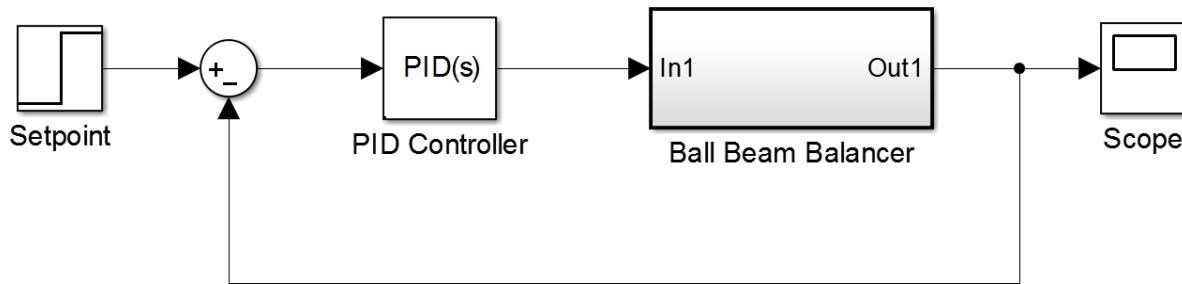 +
−
PID(s)
In1
Out1
Setpoint
PID Controller
Ball Beam Balancer
Scope